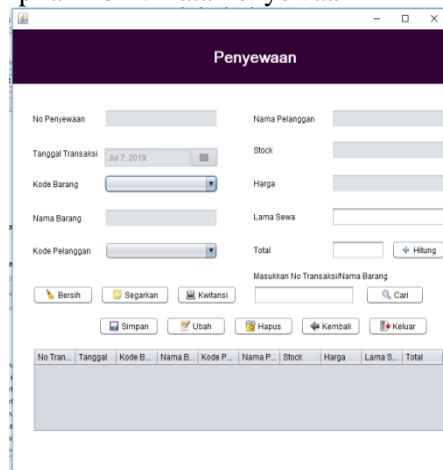 Penyewaan
No Penyewaan
Nama Pelanggan
Tanggal Transaksi
Jul 7, 2019
Stock
Kode Barang
Harga
Nama Barang
Lama Sewa
Kode Pelanggan
Total
Hitung
Masukkan No Transaksi/Nama Barang
Bersih
Segarkan
Kwitansi
Cari
Simpan
Ubah
Hapus
Kembali
Keluar
No Tran... Tanggal Kode B... Nama B... Kode P... Nama P... Stock Harga Lama S... Total